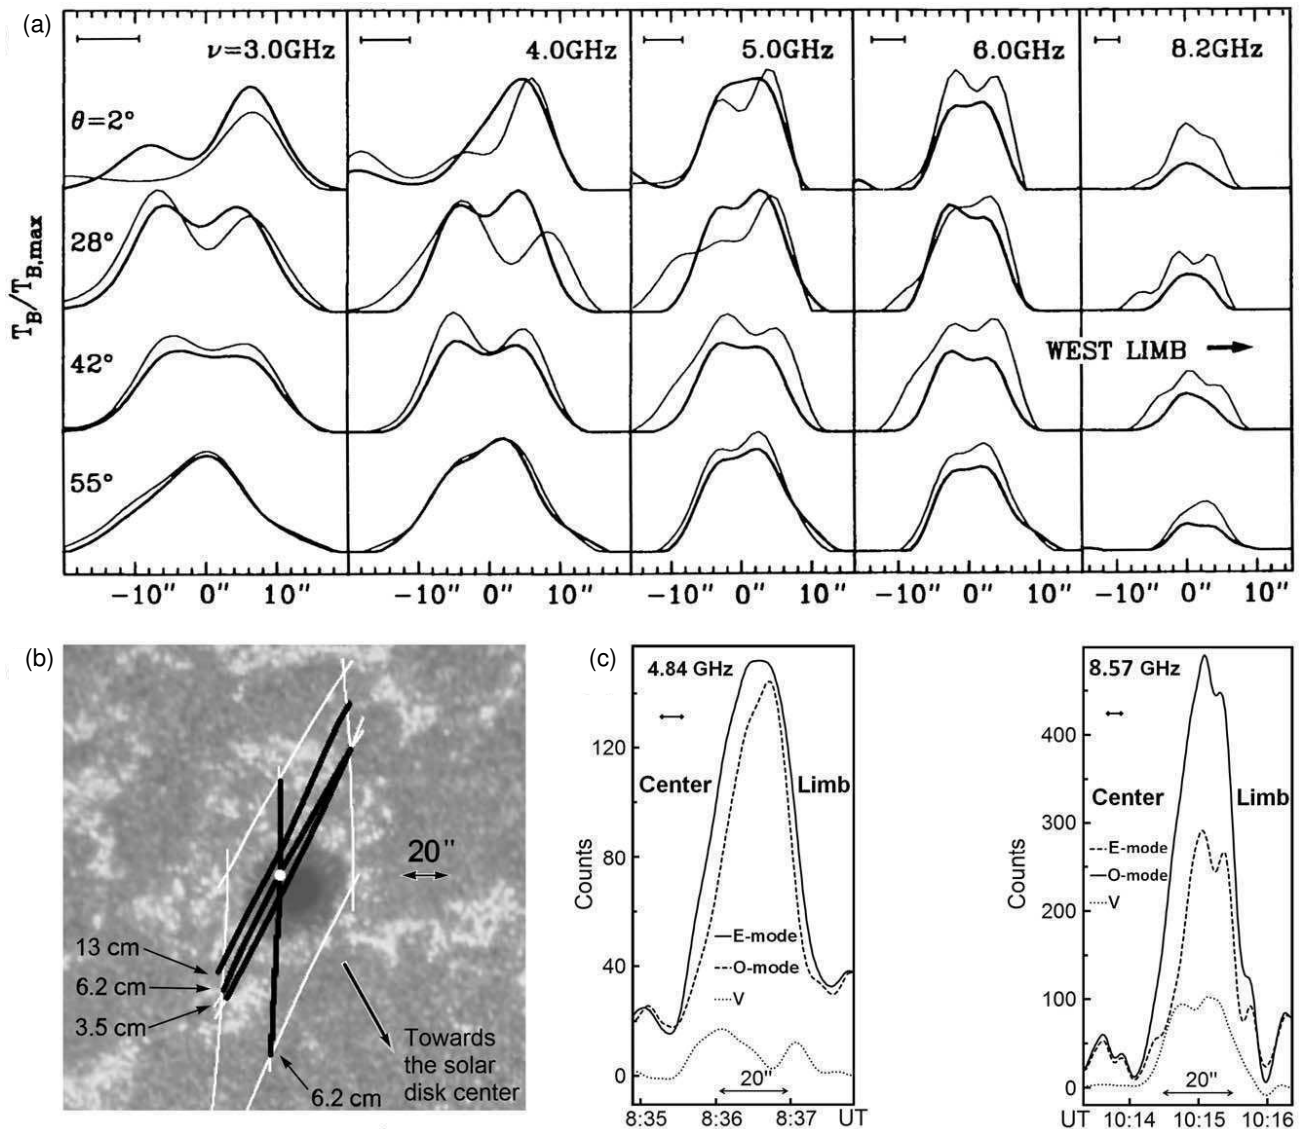 (a)
ν=3.0GHz 4.0GHz 5.0GHz 6.0GHz 8.2GHz
θ=2°
28°
42°
55°
T_B/T_B,max
WEST LIMB
−10" 0" 10" −10" 0" 10" −10" 0" 10" −10" 0" 10" −10" 0" 10"
(b)
20"
13 cm
6.2 cm
3.5 cm
Towards
the solar
disk center
6.2 cm
(c)
4.84 GHz
120
80
40
0
Counts
Center Limb
E-mode
O-mode
V
20"
8:35 8:36 8:37 UT
8.57 GHz
400
300
200
100
0
Counts
Center Limb
E-mode
O-mode
V
20"
UT 10:14 10:15 10:16